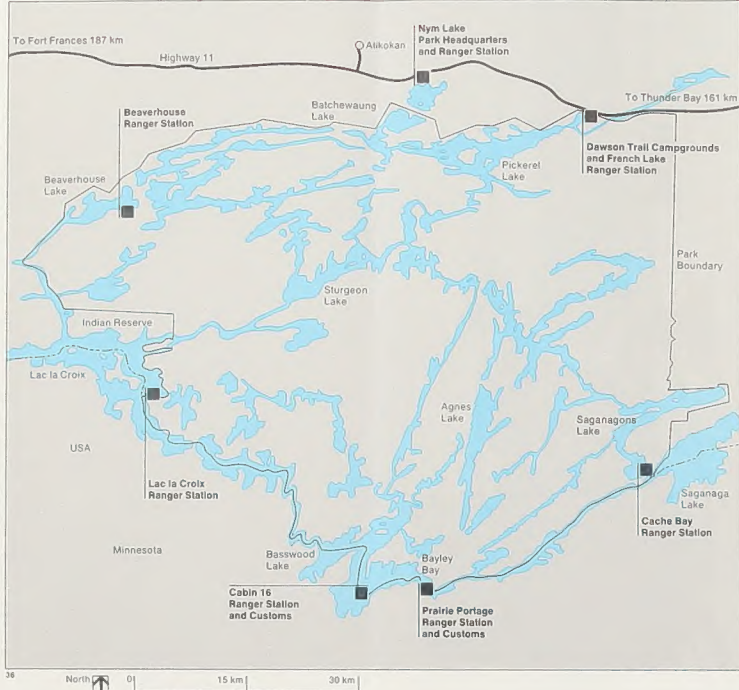 Nym Lake
Park Headquarters
and Ranger Station
To Fort Frances 187 km
Atikokan
Highway 11
To Thunder Bay 161 km
Batchewaung
Lake
Beaverhouse
Ranger Station
Dawson Trail Campgrounds
and French Lake
Ranger Station
Pickerel
Lake
Beaverhouse
Lake
Park
Boundary
Sturgeon
Lake
Indian Reserve
Lac la Croix
Agnes
Lake
Saganagons
Lake
USA
Lac la Croix
Ranger Station
Saganaga
Lake
Cache Bay
Ranger Station
Minnesota
Basswood
Lake
Bayley
Bay
Cabin 16
Ranger Station
and Customs
Prairie Portage
Ranger Station
and Customs
36
North
0
15 km
30 km